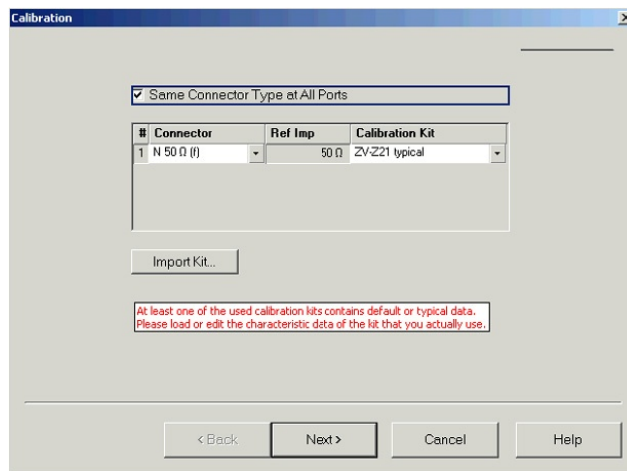 Calibration
Same Connector Type at All Ports
# Connector Ref Imp Calibration Kit
1 N 50 Ω (f) 50 Ω ZV-Z21 typical
Import Kit...
At least one of the used calibration kits contains default or typical data.
Please load or edit the characteristic data of the kit that you actually use.
< Back Next > Cancel Help